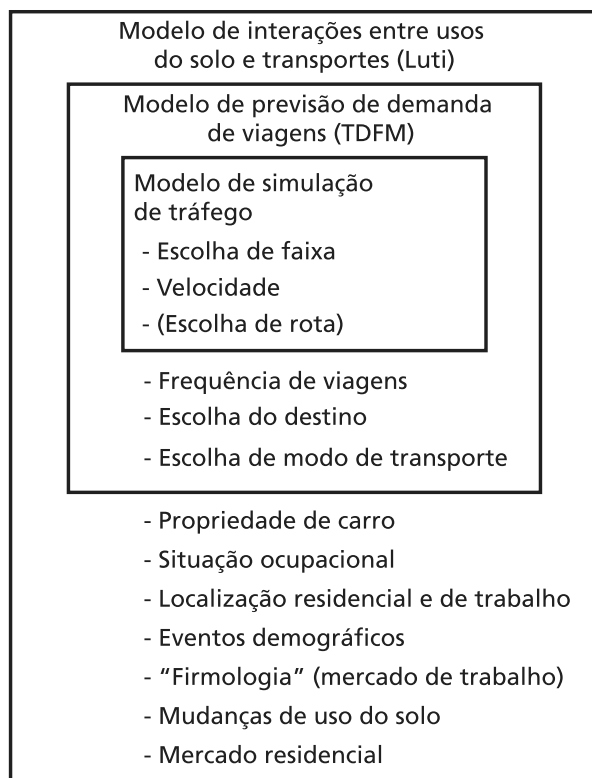 Modelo de interações entre usos
do solo e transportes (Luti)
Modelo de previsão de demanda
de viagens (TDFM)
Modelo de simulação
de tráfego
- Escolha de faixa
- Velocidade
- (Escolha de rota)
- Frequência de viagens
- Escolha do destino
- Escolha de modo de transporte
- Propriedade de carro
- Situação ocupacional
- Localização residencial e de trabalho
- Eventos demográficos
- “Firmologia” (mercado de trabalho)
- Mudanças de uso do solo
- Mercado residencial